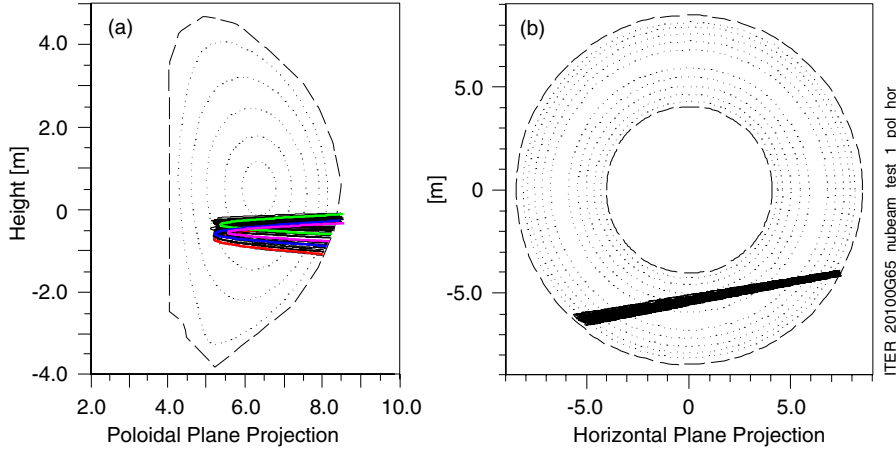 (a)
4.0
2.0
0
-2.0
-4.0
Height [m]
2.0 4.0 6.0 8.0 10.0
Poloidal Plane Projection
(b)
5.0
0
-5.0
[m]
-5.0 0 5.0
Horizontal Plane Projection
ITER_20100G65_nubeam_test_1_pol_hor